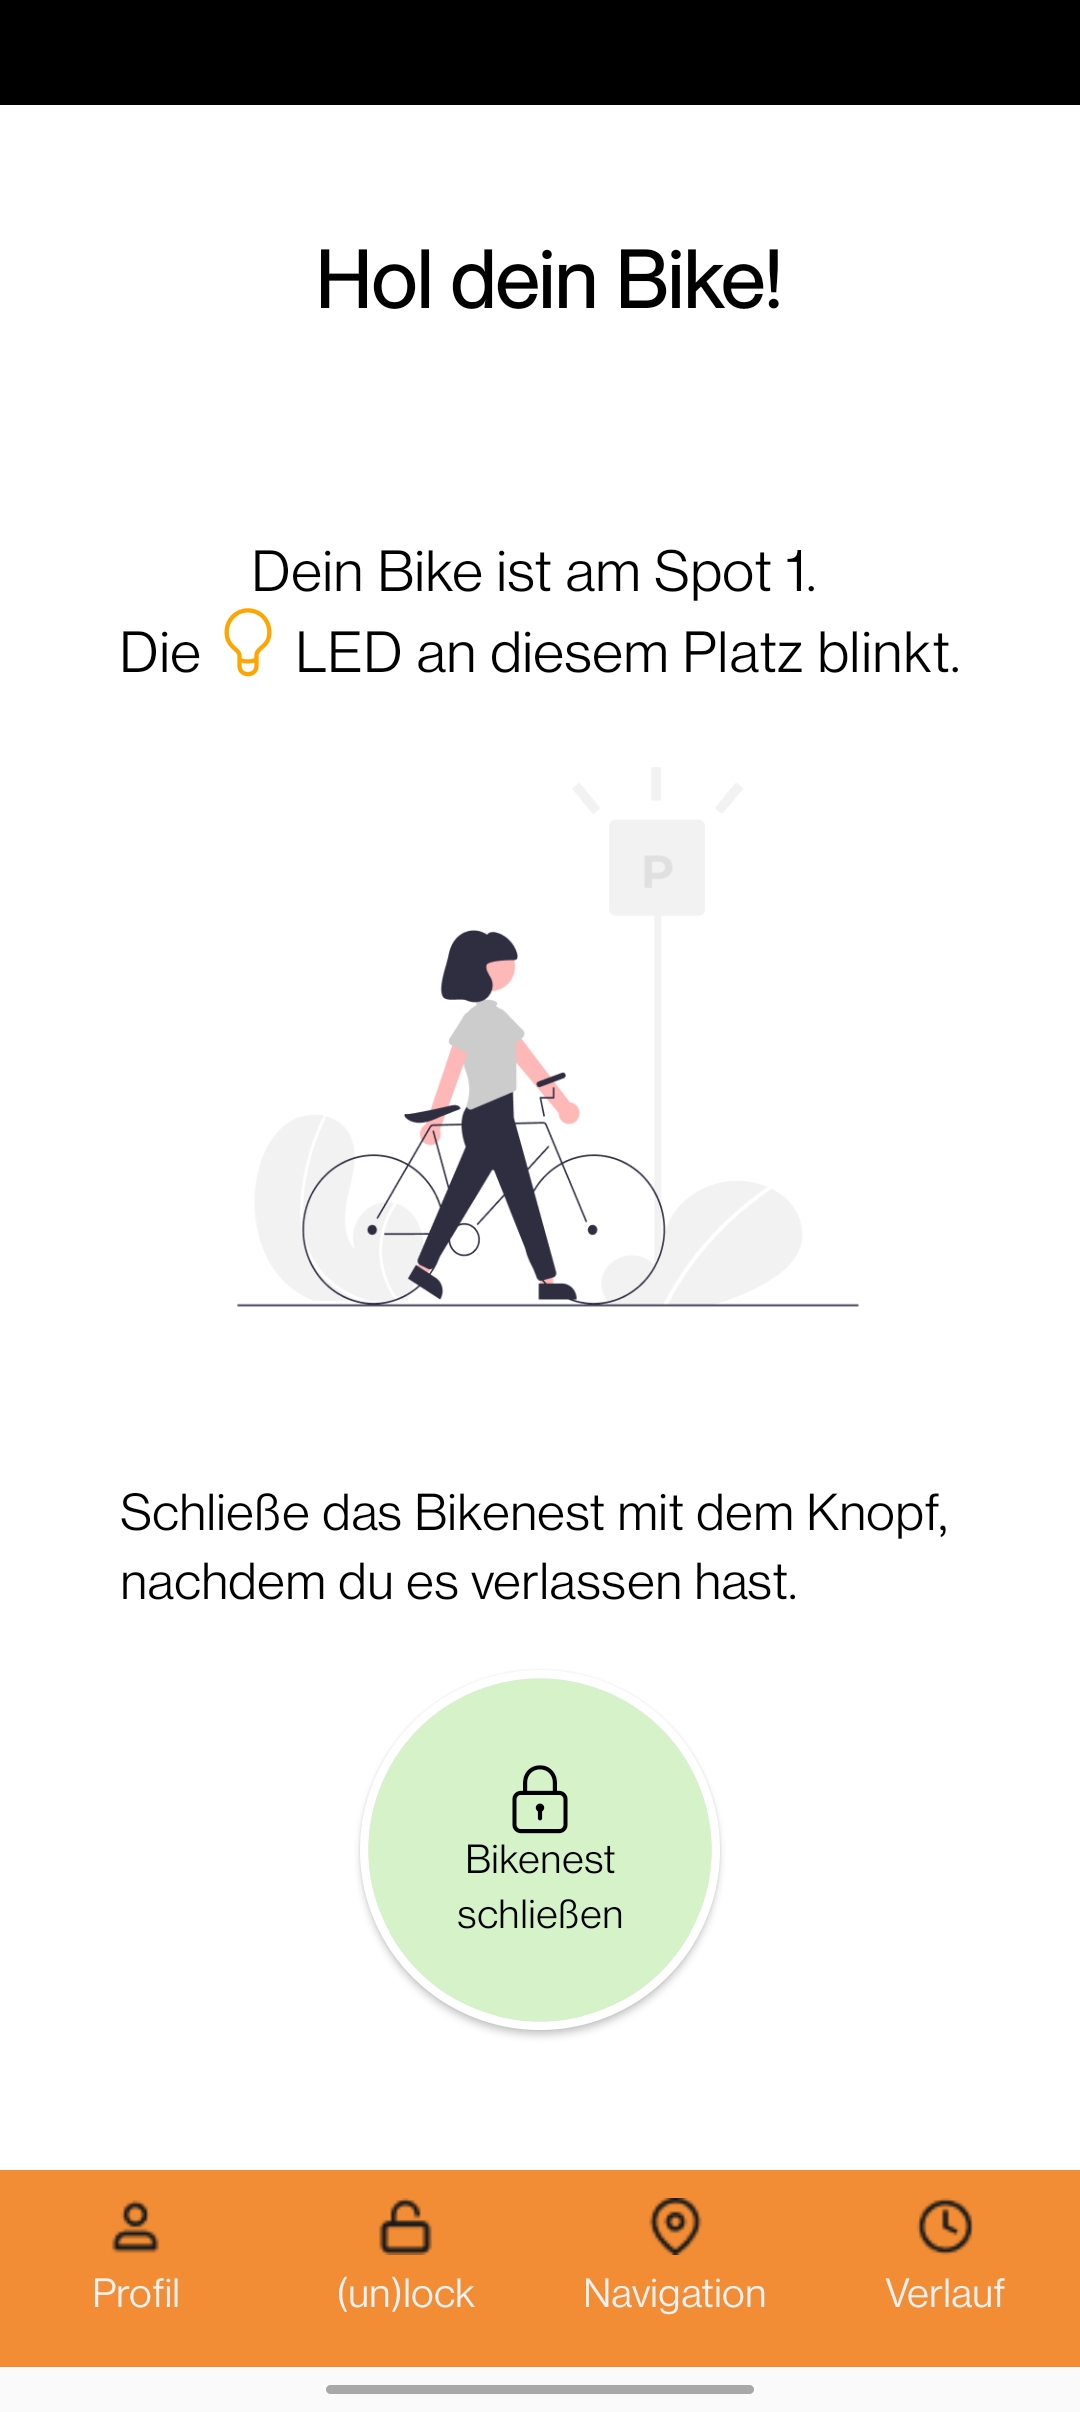 Hol dein Bike!
Dein Bike ist am Spot 1.
Die LED an diesem Platz blinkt.
P
Schließe das Bikenest mit dem Knopf,
nachdem du es verlassen hast.
Bikenest
schließen
Profil
(un)lock
Navigation
Verlauf